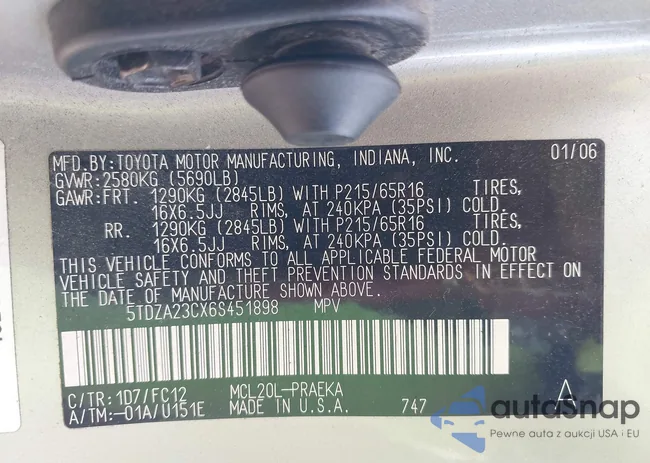 MFD.BY:TOYOTA MOTOR MANUFACTURING, INDIANA, INC. 01/06
GVWR:2580KG (5690LB)
GAWR:FRT. 1290KG (2845LB) WITH P215/65R16 TIRES,
16X6.5JJ RIMS, AT 240KPA (35PSI) COLD.
RR. 1290KG (2845LB) WITH P215/65R16 TIRES,
16X6.5JJ RIMS, AT 240KPA (35PSI) COLD.
THIS VEHICLE CONFORMS TO ALL APPLICABLE FEDERAL MOTOR
VEHICLE SAFETY AND THEFT PREVENTION STANDARDS IN EFFECT ON
THE DATE OF MANUFACTURE SHOWN ABOVE.
5TDZA23CX6S451898 MPV
C/TR:1D7/FC12 MCL20L-PRAEKA A
A/TM:-01A/U151E MADE IN U.S.A. 747
autoSnap
Pewne auta z aukcji USA i EU